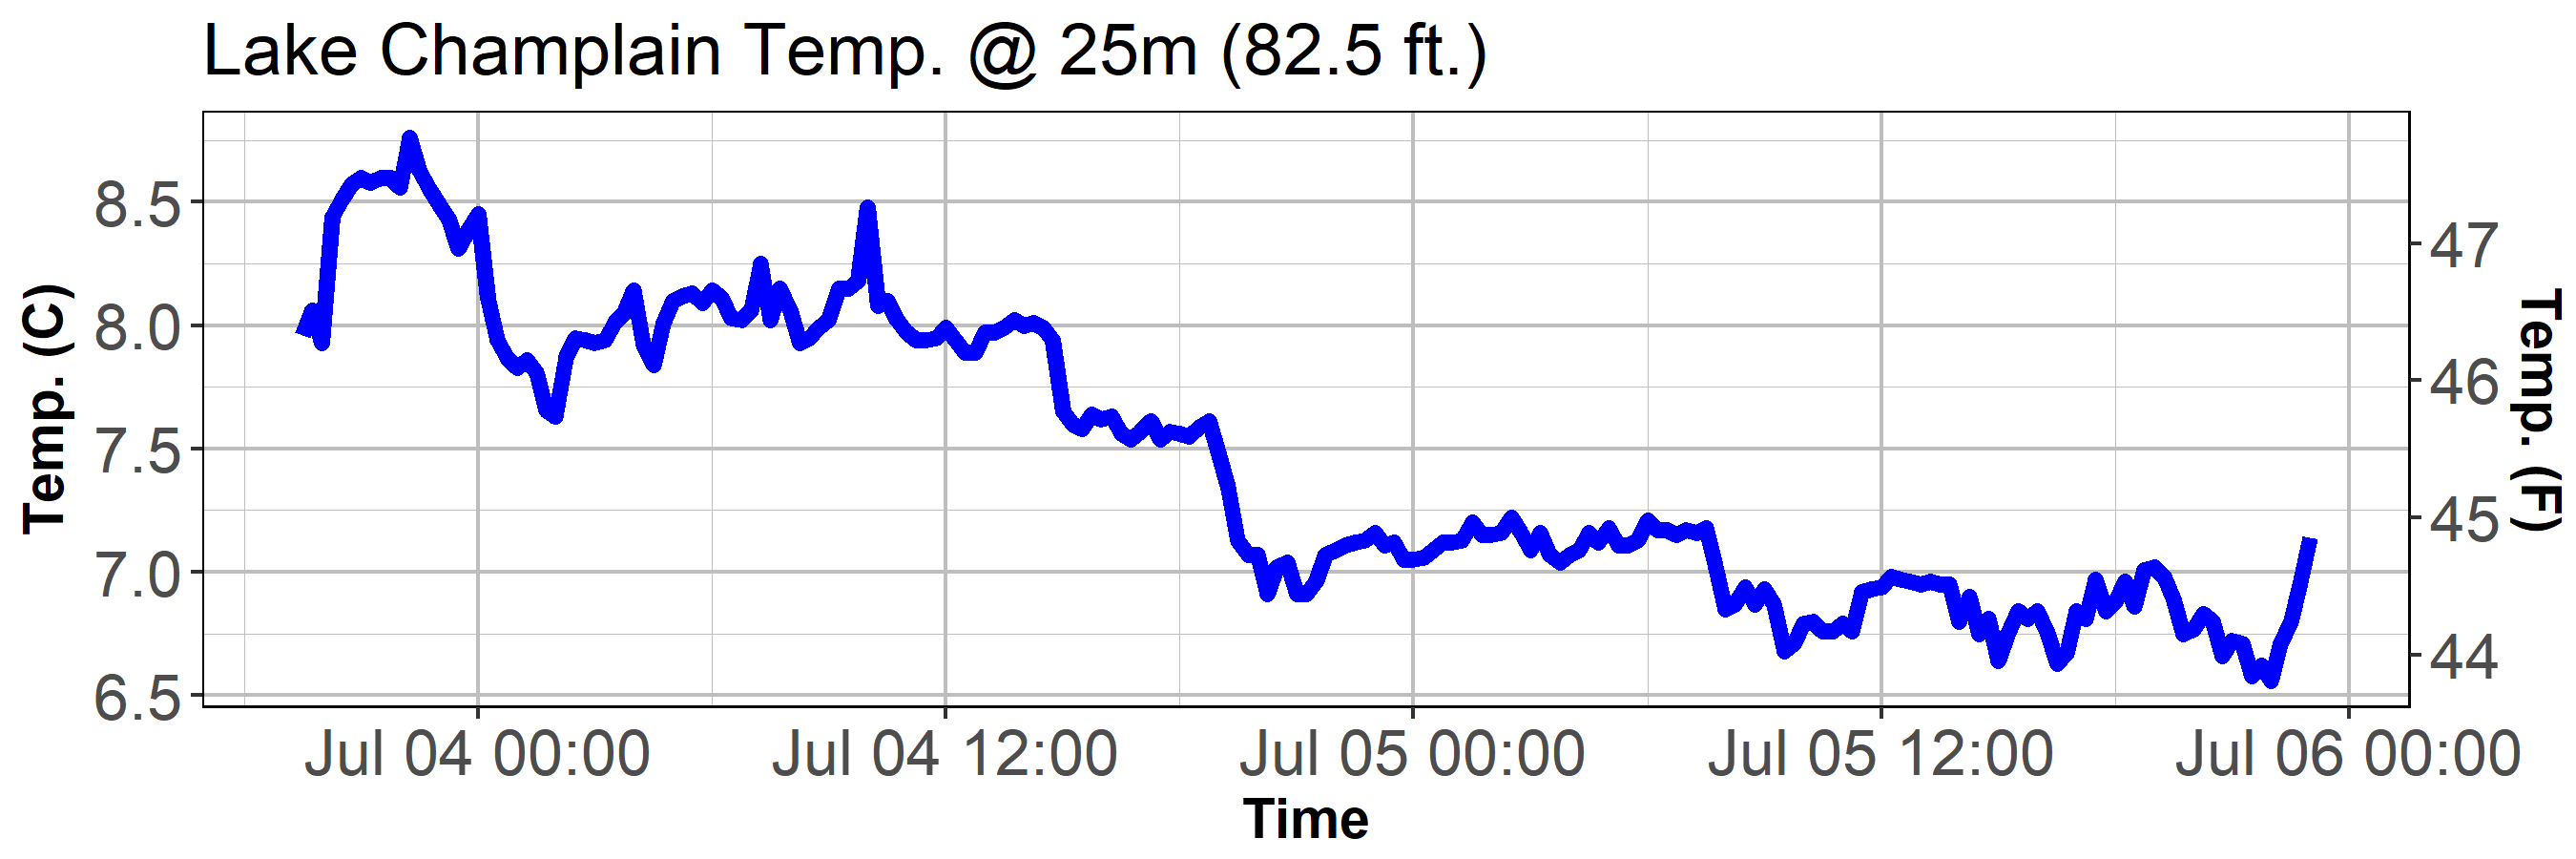 Lake Champlain Temp. @ 25m (82.5 ft.)
Temp. (C)
8.5
8.0
7.5
7.0
6.5
47
46
45
44
Temp. (F)
Jul 04 00:00
Jul 04 12:00
Jul 05 00:00
Jul 05 12:00
Jul 06 00:00
Time